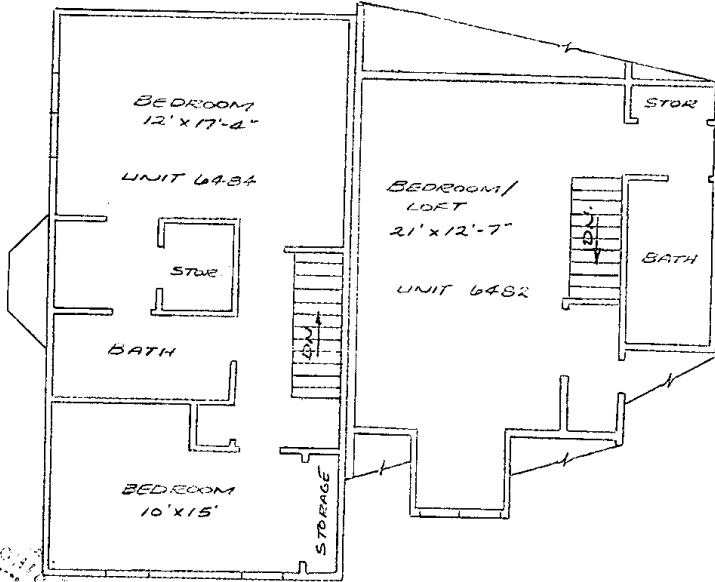 BEDROOM
12' x 17'-4"
UNIT 6484
STOR
DN
BATH
BEDROOM
10' x 15'
STORAGE
STOR
BEDROOM/
LOFT
21' x 12'-7"
DN.
BATH
UNIT 6482